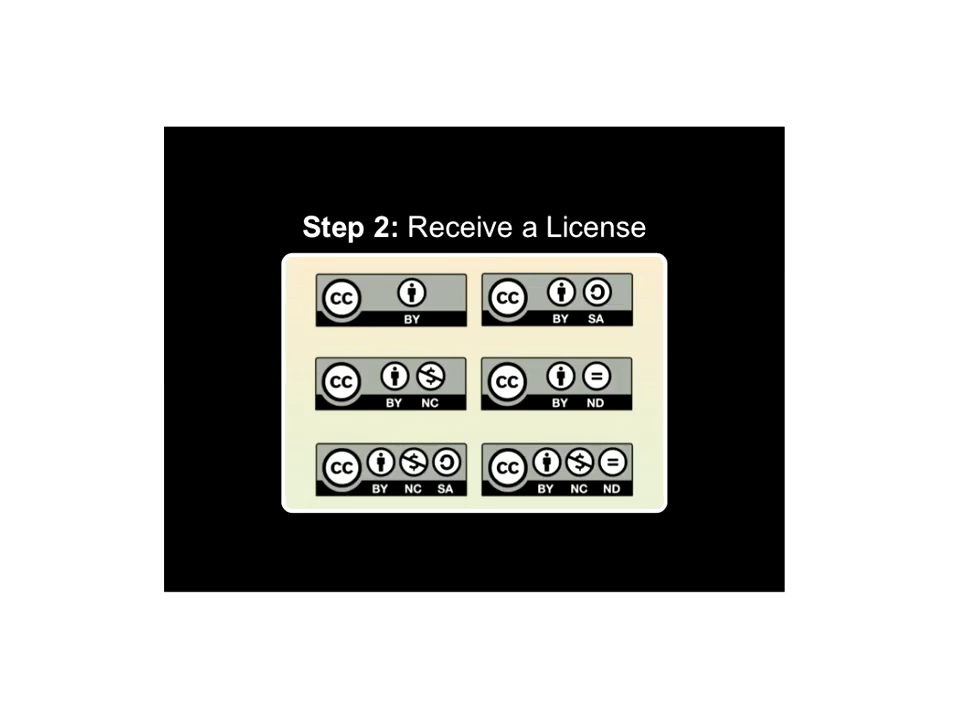 Step 2: Receive a License
cc BY
cc BY SA
cc BY NC
cc BY ND
cc BY NC SA
cc BY NC ND